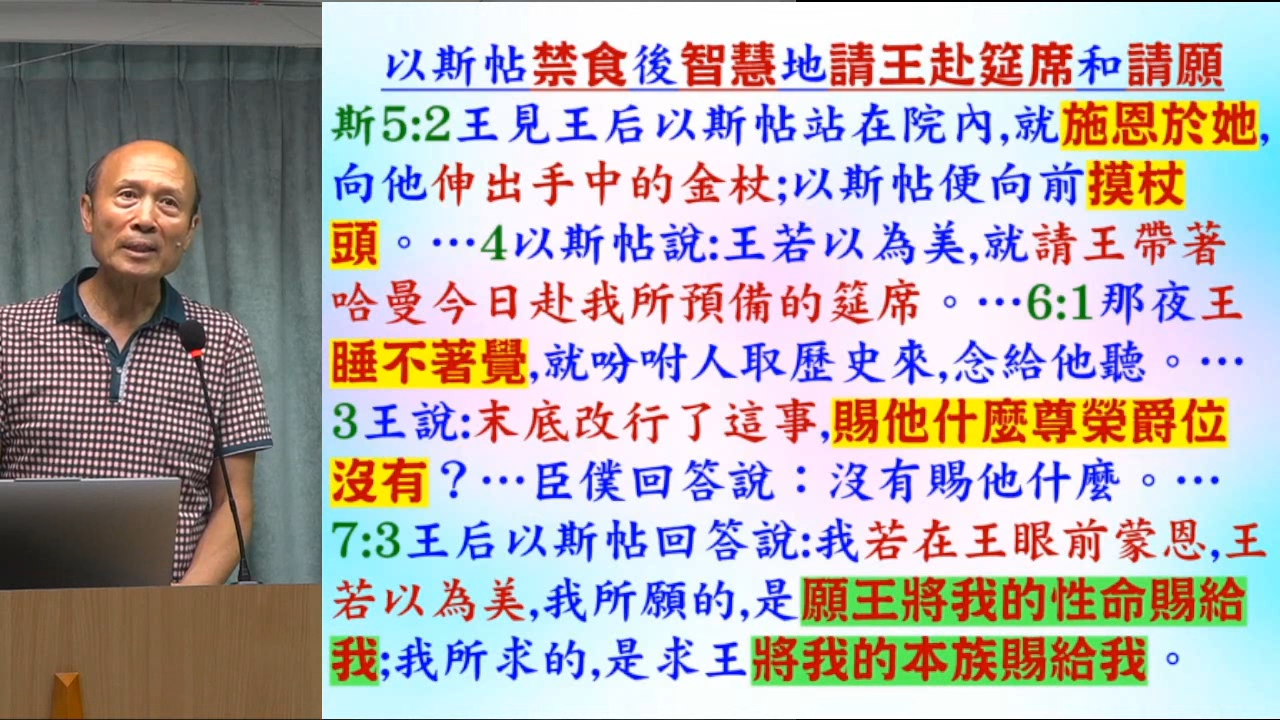 以斯帖禁食後智慧地請王赴筵席和請願
斯5:2王見王后以斯帖站在院內,就施恩於她,
向他伸出手中的金杖;以斯帖便向前摸杖
頭。…4以斯帖說:王若以為美,就請王帶著
哈曼今日赴我所預備的筵席。…6:1那夜王
睡不著覺,就吩咐人取歷史來,念給他聽。…
3王說:末底改行了這事,賜他什麼尊榮爵位
沒有？…臣僕回答說：沒有賜他什麼。…
7:3王后以斯帖回答說:我若在王眼前蒙恩,王
若以為美,我所願的,是願王將我的性命賜給
我;我所求的,是求王將我的本族賜給我。